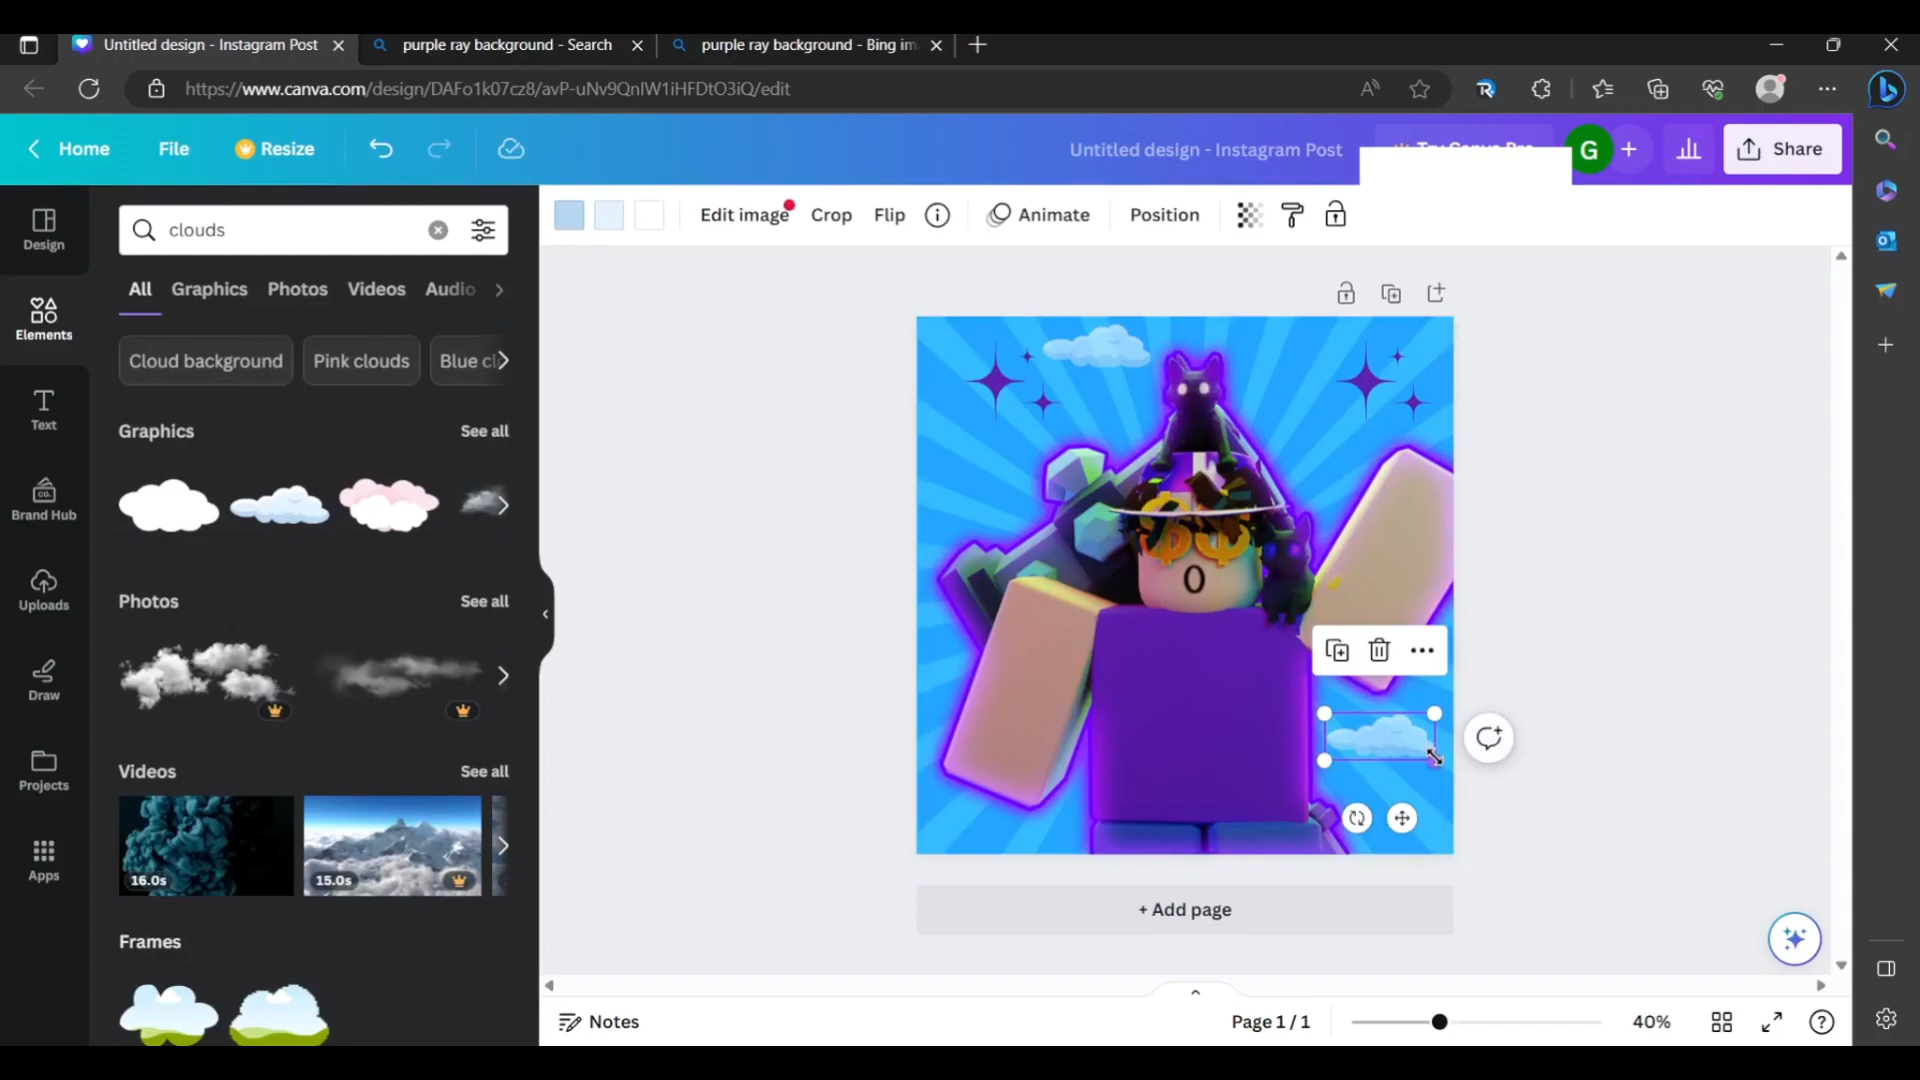 Untitled design - Instagram Post
purple ray background - Search
purple ray background - Bing im
https://www.canva.com/design/DAFo1k07cz8/avP-uNv9QnIW1iHFDtO3iQ/edit
Home
File
Resize
Untitled design - Instagram Post
Try Canva Pro
G
Share
Design
Elements
Text
Brand Hub
Uploads
Draw
Projects
Apps
clouds
All
Graphics
Photos
Videos
Audio
Cloud background
Pink clouds
Blue cl
Graphics
See all
Photos
See all
Videos
See all
16.0s
15.0s
Frames
Edit image
Crop
Flip
Animate
Position
+ Add page
Notes
Page 1 / 1
40%